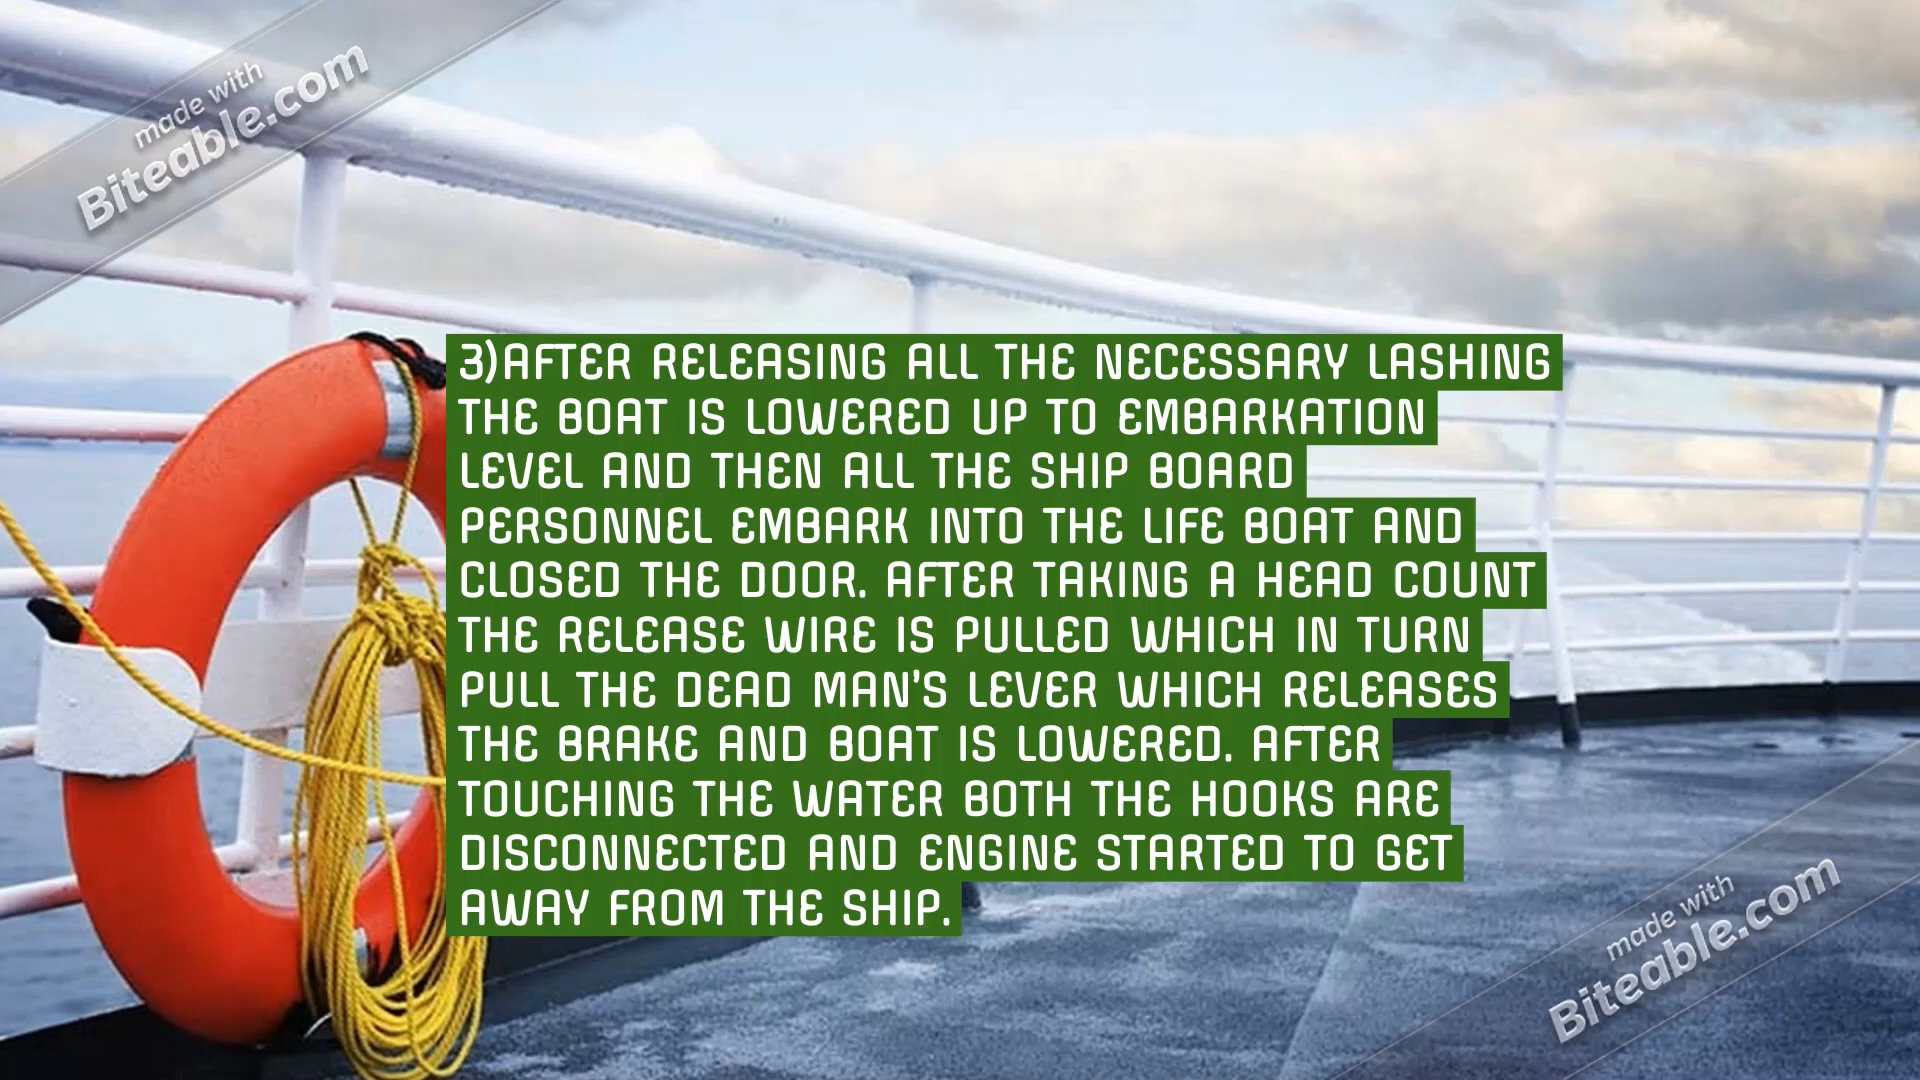 made with
Biteable.com
3)AFTER RELEASING ALL THE NECESSARY LASHING
THE BOAT IS LOWERED UP TO EMBARKATION
LEVEL AND THEN ALL THE SHIP BOARD
PERSONNEL EMBARK INTO THE LIFE BOAT AND
CLOSED THE DOOR. AFTER TAKING A HEAD COUNT
THE RELEASE WIRE IS PULLED WHICH IN TURN
PULL THE DEAD MAN'S LEVER WHICH RELEASES
THE BRAKE AND BOAT IS LOWERED. AFTER
TOUCHING THE WATER BOTH THE HOOKS ARE
DISCONNECTED AND ENGINE STARTED TO GET
AWAY FROM THE SHIP.
made with
Biteable.com